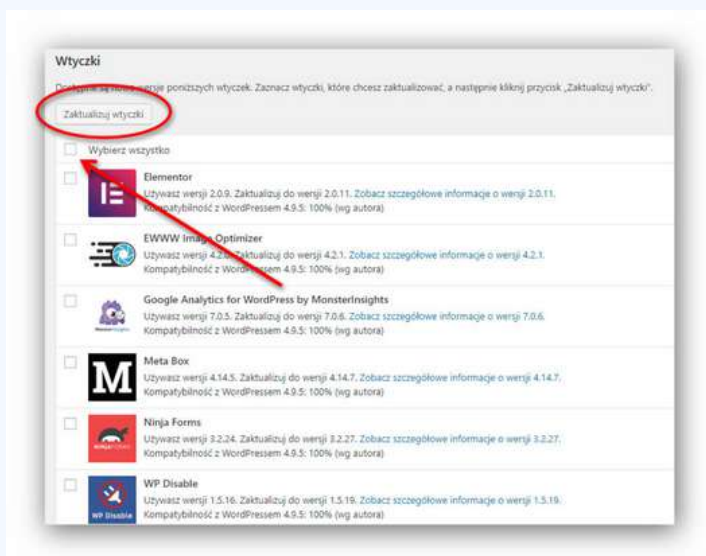 Wtyczki
Dostępne są nowe wersje poniższych wtyczek. Zaznacz wtyczki, które chcesz zaktualizować, a następnie kliknij przycisk „Zaktualizuj wtyczki”.
Zaktualizuj wtyczki
Wybierz wszystko
Elementor
Używasz wersji 2.0.9. Zaktualizuj do wersji 2.0.11. Zobacz szczegółowe informacje o wersji 2.0.11.
Kompatybilność z WordPressem 4.9.5: 100% (wg autora)
EWWW Image Optimizer
Używasz wersji Zaktualizuj do wersji 4.2.1. Zobacz szczegółowe informacje o wersji 4.2.1.
Kompatybilność z WordPressem 4.9.5: 100% (wg autora)
Google Analytics for WordPress by MonsterInsights
Używasz wersji 7.0.5. Zaktualizuj do wersji 7.0.6. Zobacz szczegółowe informacje o wersji 7.0.6.
Kompatybilność z WordPressem 4.9.5: 100% (wg autora)
M
Meta Box
Używasz wersji 4.14.5. Zaktualizuj do wersji 4.14.7. Zobacz szczegółowe informacje o wersji 4.14.7.
Kompatybilność z WordPressem 4.9.5: 100% (wg autora)
Ninja Forms
Używasz wersji 3.2.24. Zaktualizuj do wersji 3.2.27. Zobacz szczegółowe informacje o wersji 3.2.27.
Kompatybilność z WordPressem 4.9.5: 100% (wg autora)
WP Disable
Używasz wersji 1.5.16. Zaktualizuj do wersji 1.5.19. Zobacz szczegółowe informacje o wersji 1.5.19.
Kompatybilność z WordPressem 4.9.5: 100% (wg autora)
WP Disable